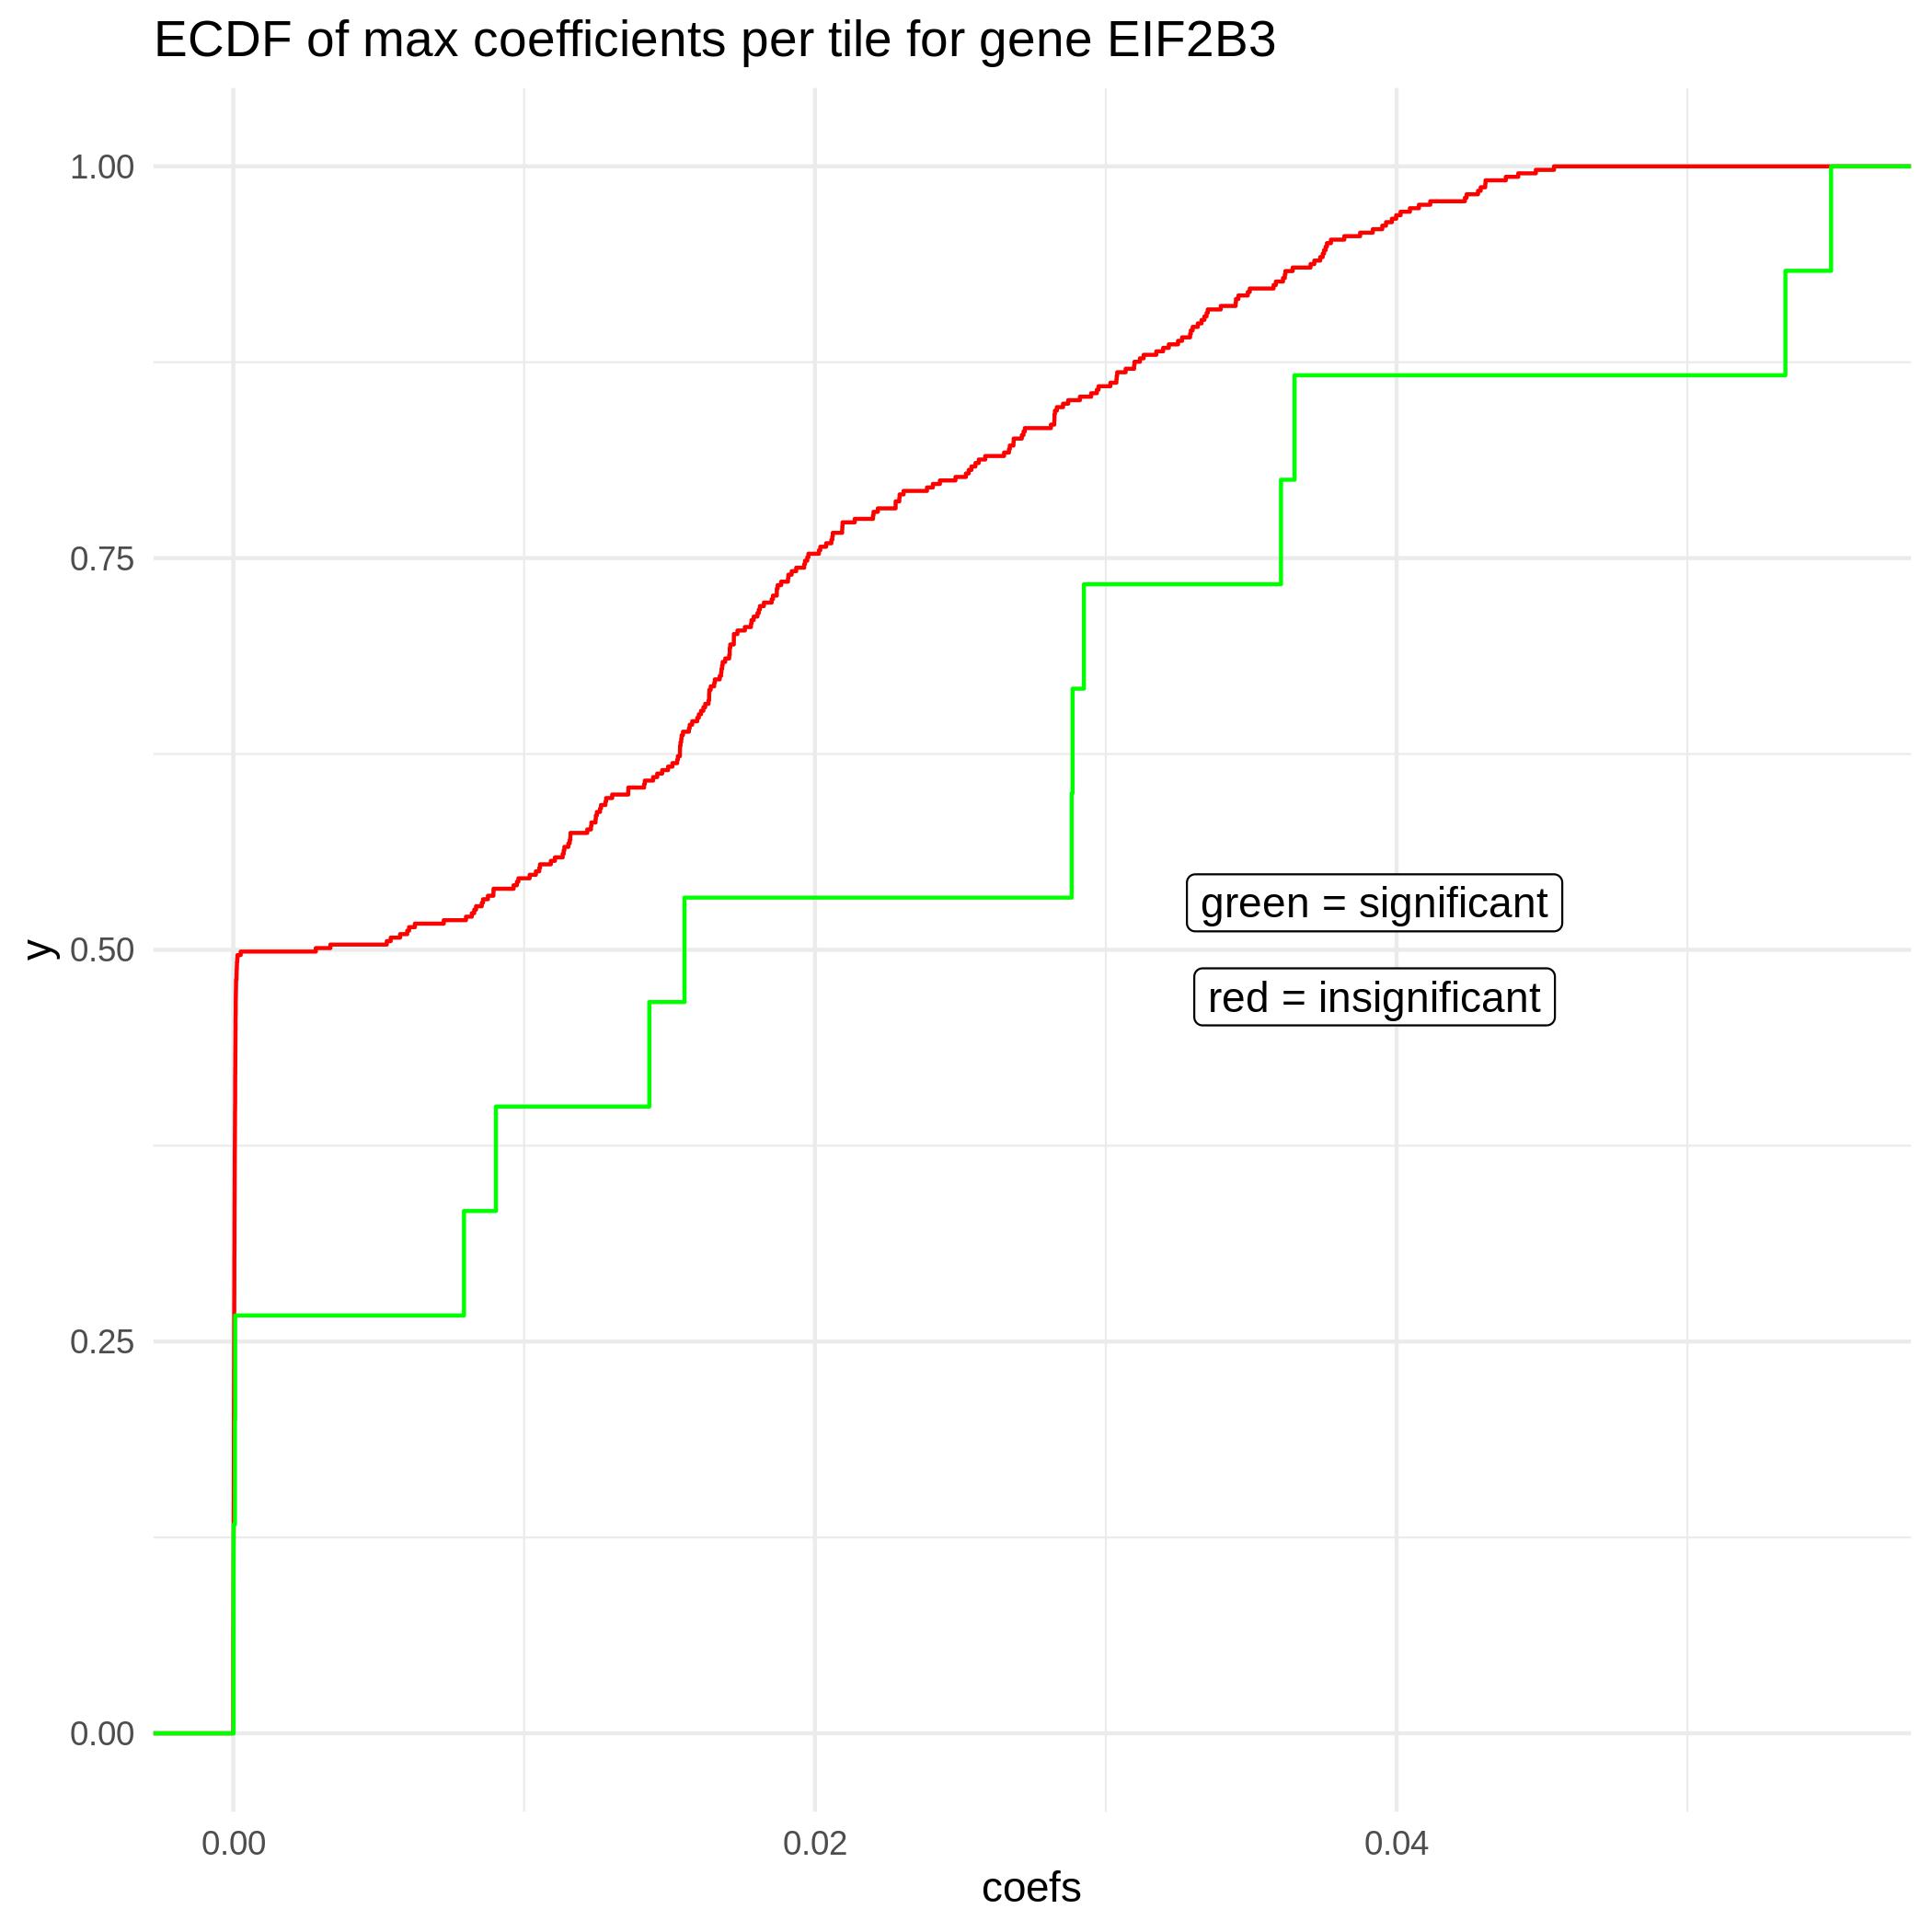 ECDF of max coefficients per tile for gene EIF2B3
1.00
0.75
0.50
0.25
0.00
y
green = significant
red = insignificant
0.00 0.02 0.04
coefs